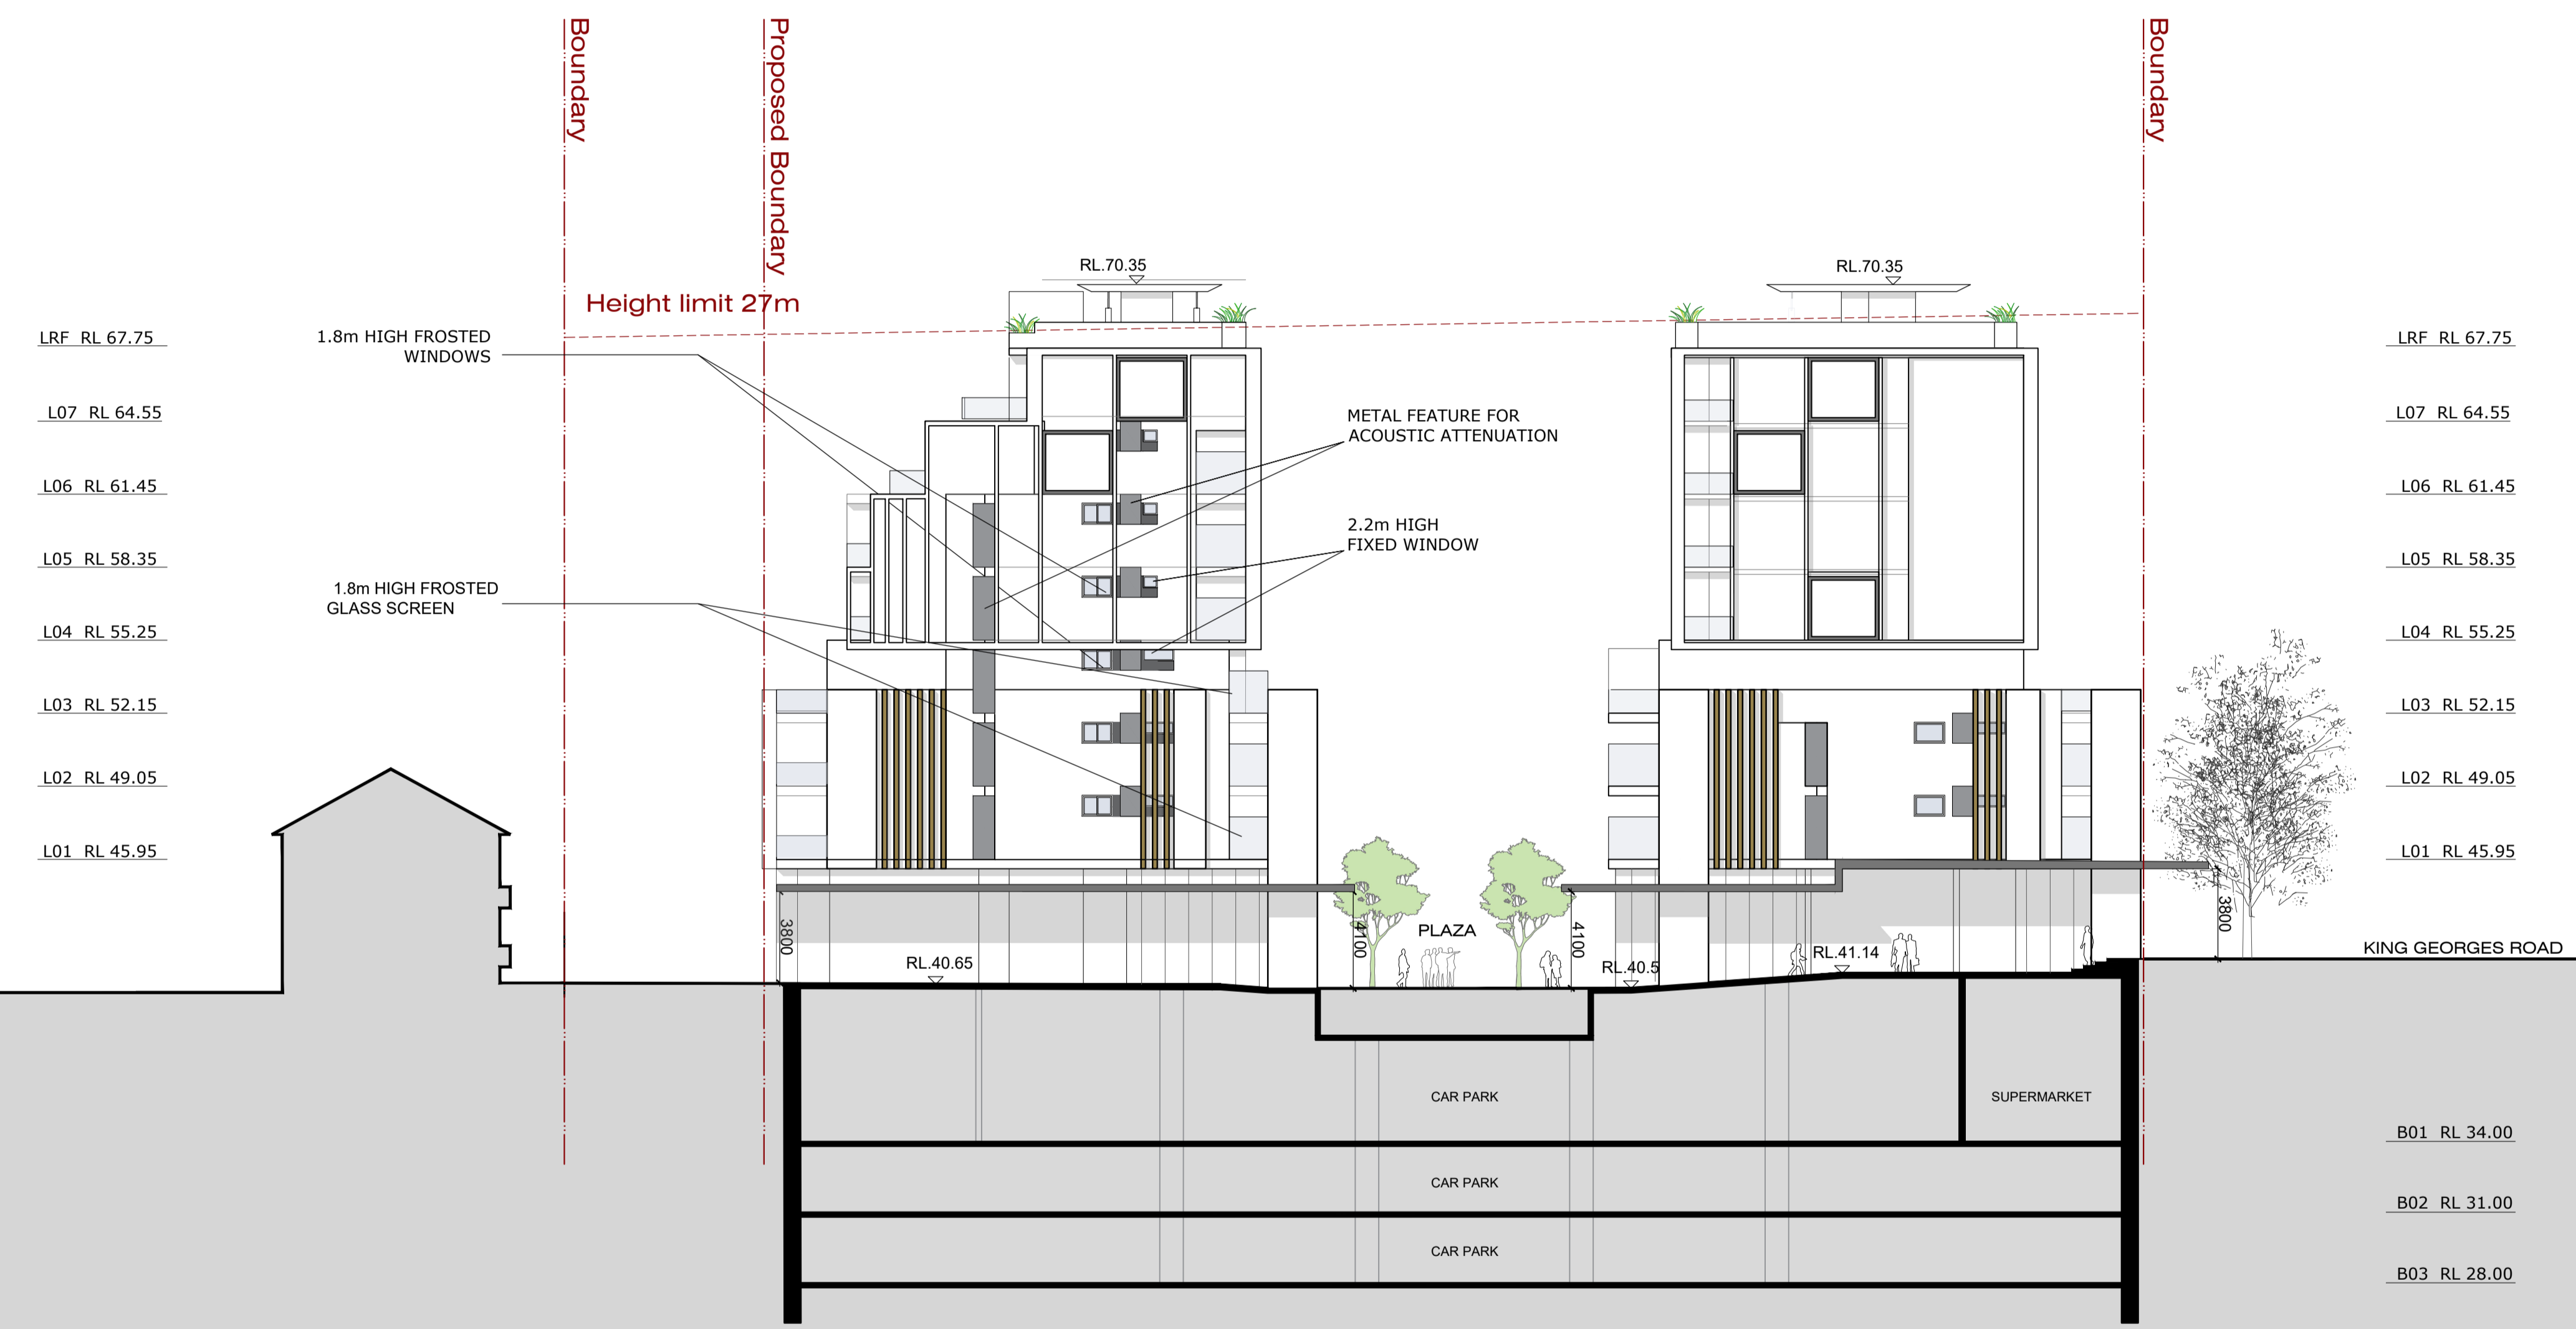 Boundary
Proposed Boundary
Boundary
RL.70.35
RL.70.35
Height limit 27m
LRF RL 67.75
1.8m HIGH FROSTED
WINDOWS
LRF RL 67.75
L07 RL 64.55
METAL FEATURE FOR
ACOUSTIC ATTENUATION
L07 RL 64.55
L06 RL 61.45
L06 RL 61.45
2.2m HIGH
FIXED WINDOW
L05 RL 58.35
L05 RL 58.35
1.8m HIGH FROSTED
GLASS SCREEN
L04 RL 55.25
L04 RL 55.25
L03 RL 52.15
L03 RL 52.15
L02 RL 49.05
L02 RL 49.05
L01 RL 45.95
L01 RL 45.95
3800
4100
PLAZA
4100
3800
RL.40.65
RL.40.5
RL.41.14
KING GEORGES ROAD
CAR PARK
SUPERMARKET
B01 RL 34.00
CAR PARK
B02 RL 31.00
CAR PARK
B03 RL 28.00